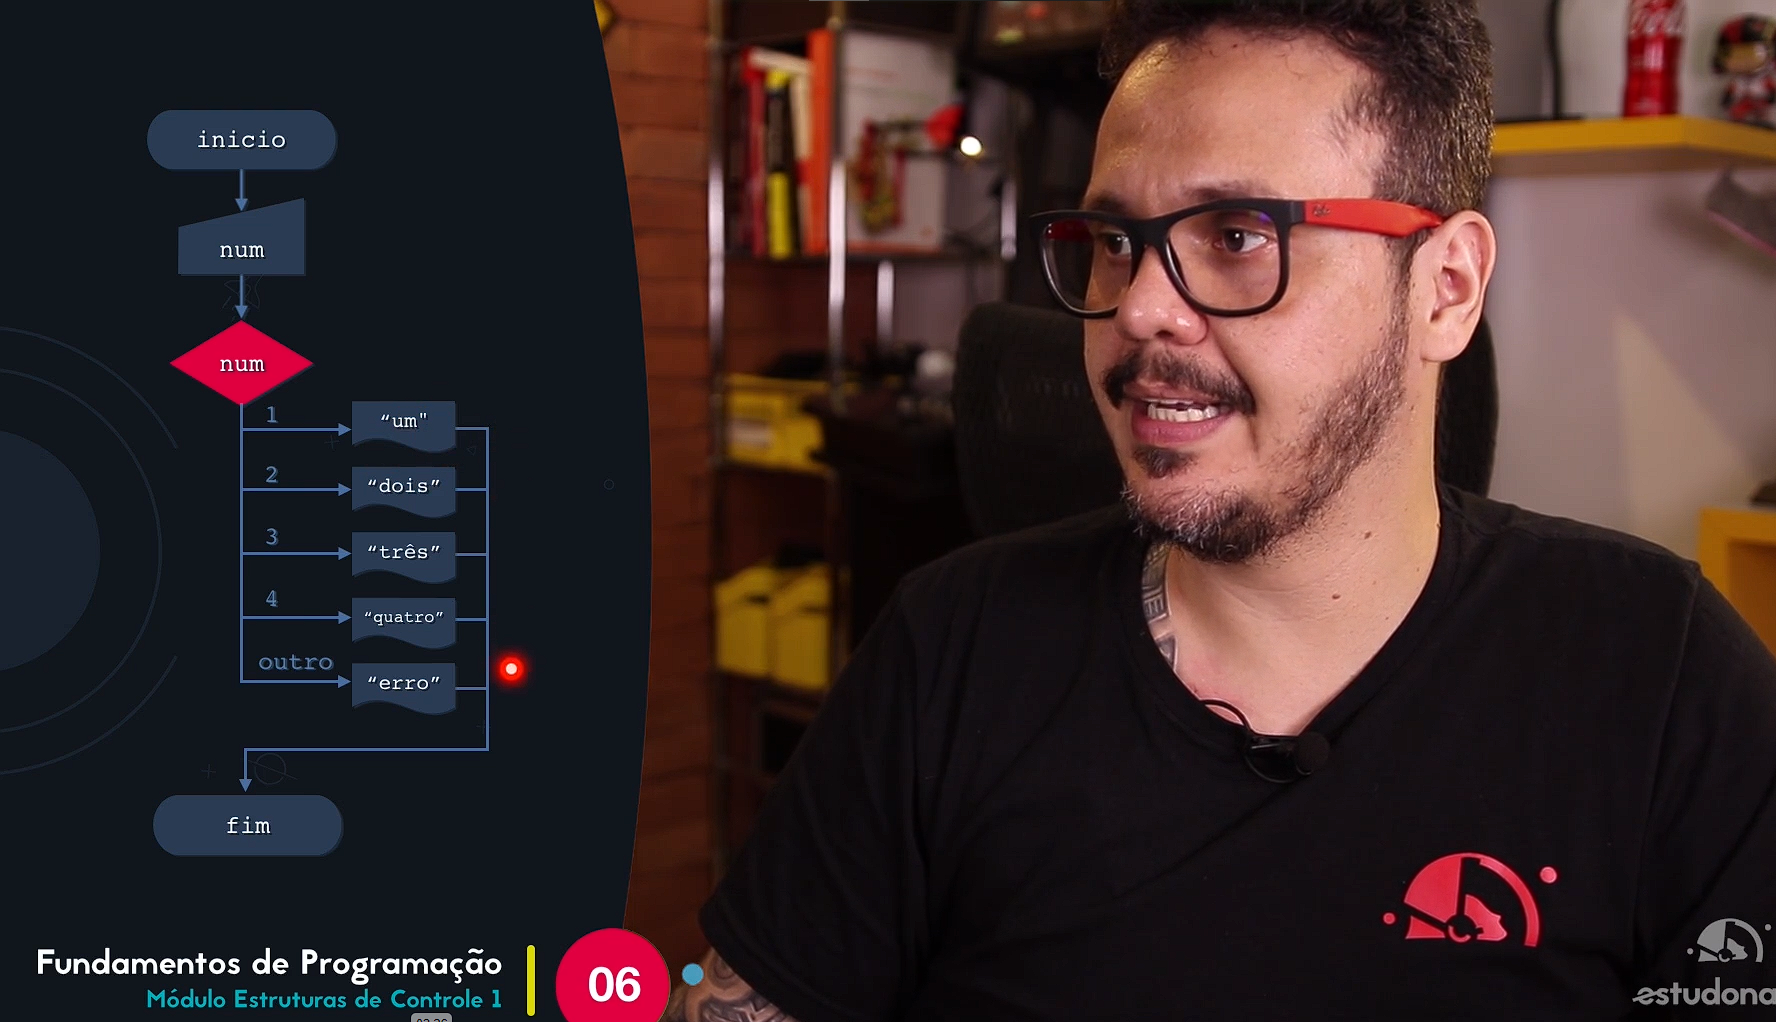 inicio
num
num
1
“um"
2
“dois”
3
“três”
4
“quatro”
outro
“erro”
fim
Fundamentos de Programação
Módulo Estruturas de Controle 1
06
estudona